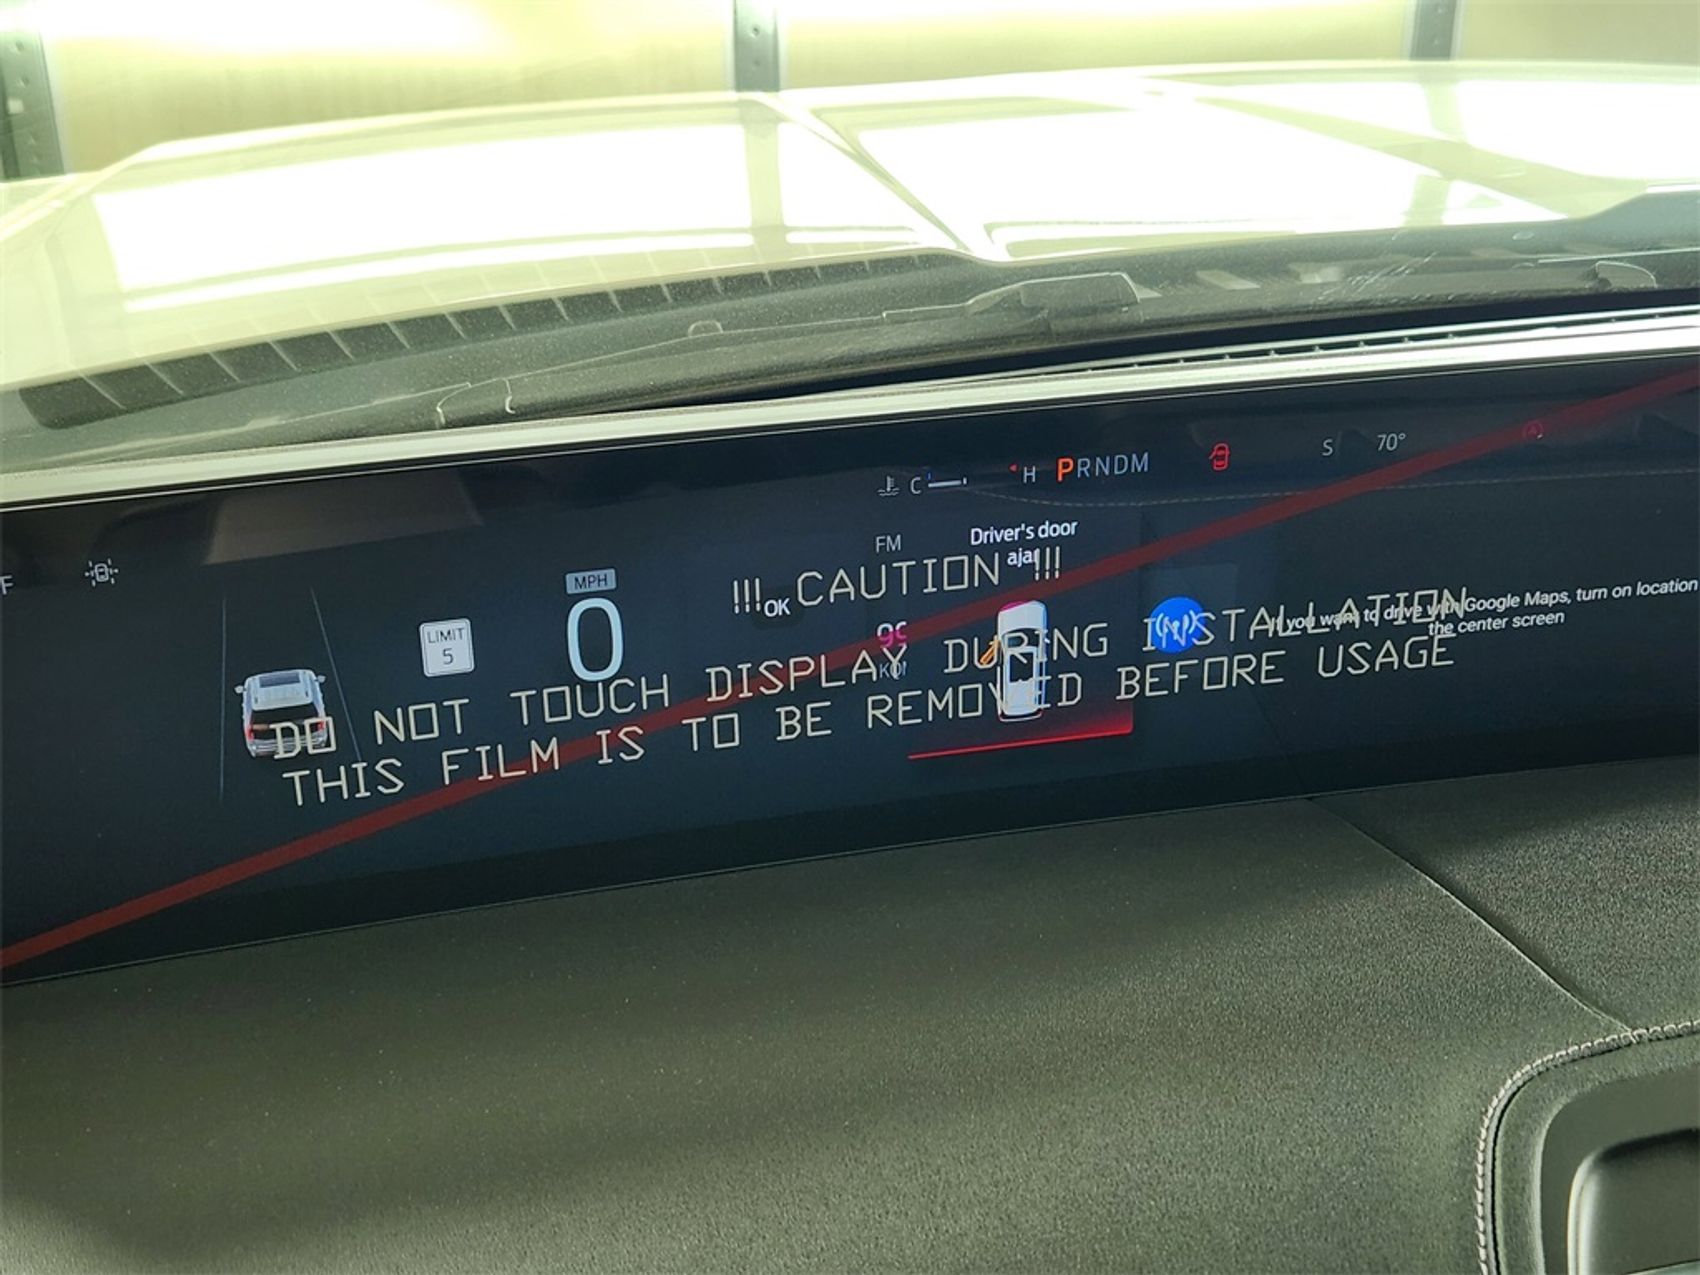 C H PRNDM S 70°
F
FM
Driver's door
ajar
MPH
0
LIMIT
5
!!! CAUTION !!!
OK
If you want to drive with Google Maps, turn on location
the center screen
DO NOT TOUCH DISPLAY DURING INSTALLATION
THIS FILM IS TO BE REMOVED BEFORE USAGE